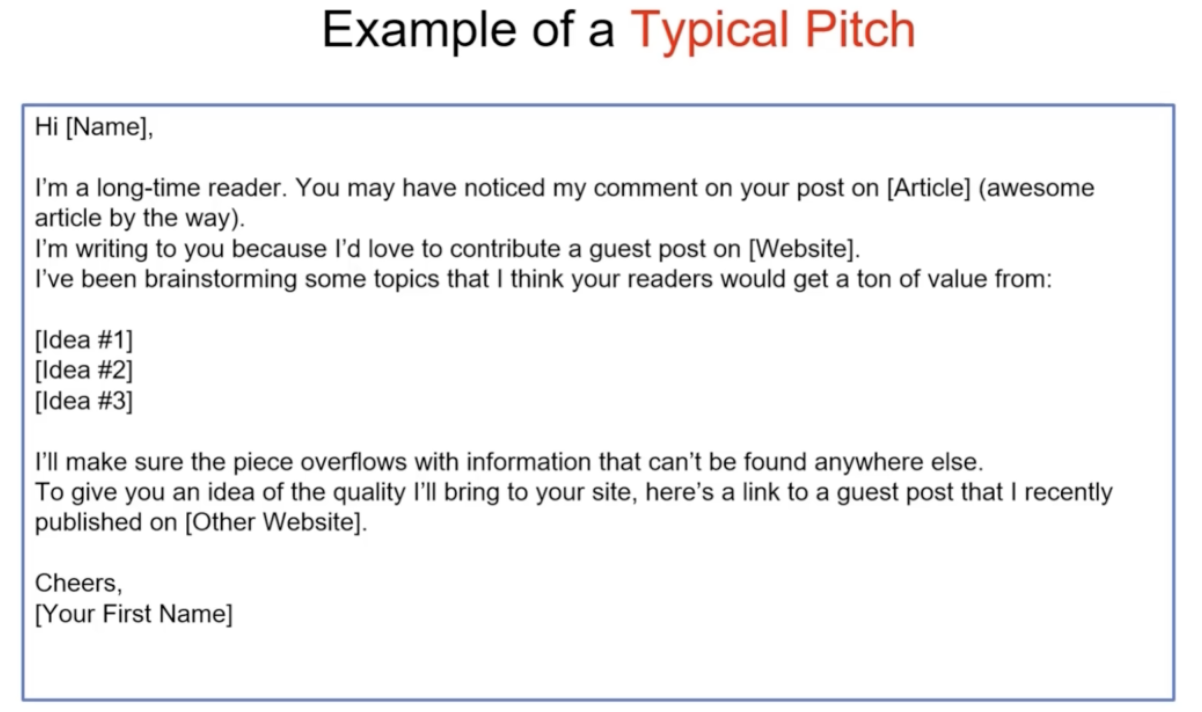 Example of a Typical Pitch
Hi [Name],
I’m a long-time reader. You may have noticed my comment on your post on [Article] (awesome
article by the way).
I’m writing to you because I’d love to contribute a guest post on [Website].
I’ve been brainstorming some topics that I think your readers would get a ton of value from:
[Idea #1]
[Idea #2]
[Idea #3]
I’ll make sure the piece overflows with information that can’t be found anywhere else.
To give you an idea of the quality I’ll bring to your site, here’s a link to a guest post that I recently
published on [Other Website].
Cheers,
[Your First Name]